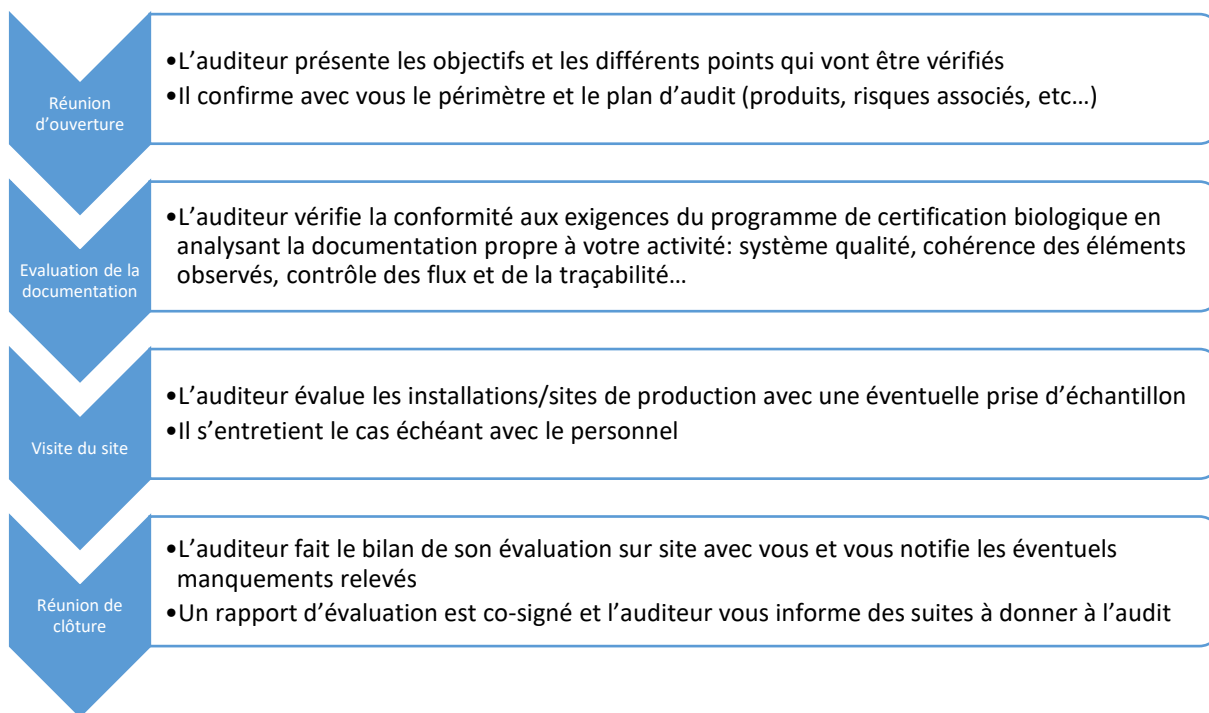 Réunion
d'ouverture
•L'auditeur présente les objectifs et les différents points qui vont être vérifiés
•Il confirme avec vous le périmètre et le plan d'audit (produits, risques associés, etc…)
Evaluation de la
documentation
•L'auditeur vérifie la conformité aux exigences du programme de certification biologique en
analysant la documentation propre à votre activité: système qualité, cohérence des éléments
observés, contrôle des flux et de la traçabilité…
Visite du site
•L'auditeur évalue les installations/sites de production avec une éventuelle prise d'échantillon
•Il s'entretient le cas échéant avec le personnel
Réunion de
clôture
•L'auditeur fait le bilan de son évaluation sur site avec vous et vous notifie les éventuels
manquements relevés
•Un rapport d'évaluation est co-signé et l'auditeur vous informe des suites à donner à l'audit